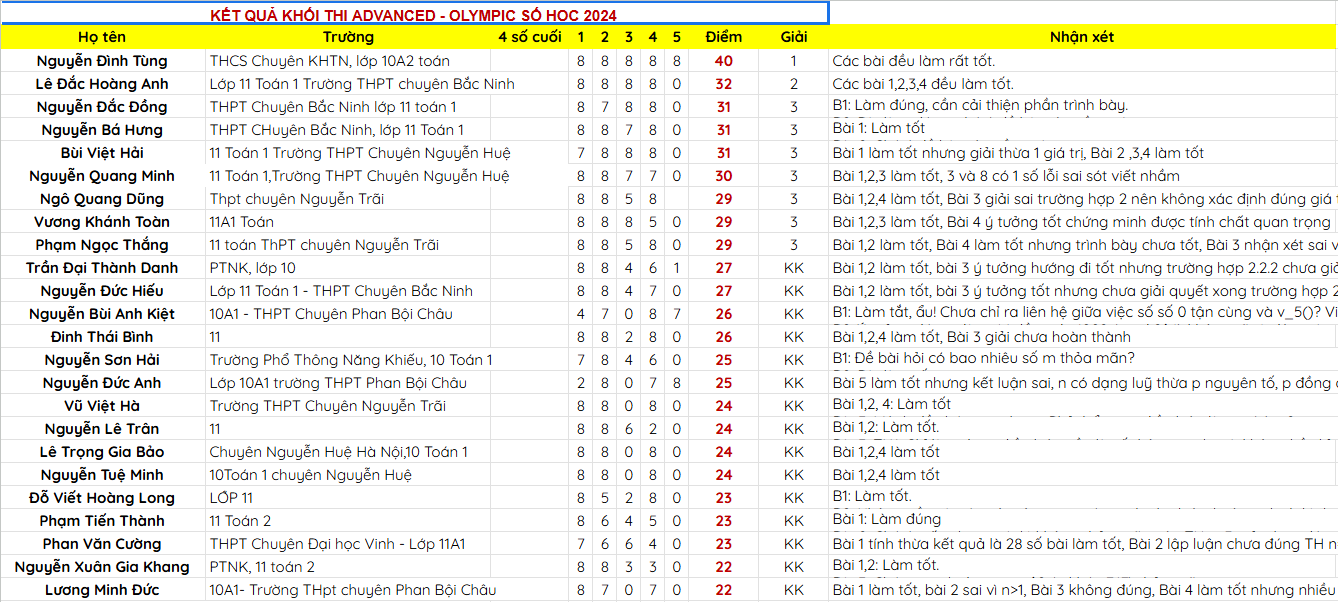 KẾT QUẢ KHỐI THI ADVANCED - OLYMPIC SỐ HỌC 2024
Họ tên Trường 4 số cuối 1 2 3 4 5 Điểm Giải Nhận xét
Nguyễn Đình Tùng THCS Chuyên KHTN, lớp 10A2 toán 8 8 8 8 8 40 1 Các bài đều làm rất tốt.
Lê Đắc Hoàng Anh Lớp 11 Toán 1 Trường THPT chuyên Bắc Ninh 8 8 8 8 0 32 2 Các bài 1,2,3,4 đều làm tốt.
Nguyễn Đắc Đồng THPT Chuyên Bắc Ninh lớp 11 toán 1 8 7 8 8 0 31 3 B1: Làm đúng, cần cải thiện phần trình bày.
Nguyễn Bá Hưng THPT CHuyên Bắc Ninh, lớp 11 Toán 1 8 8 7 8 0 31 3 Bài 1: Làm tốt
Bùi Việt Hải 11 Toán 1 Trường THPT Chuyên Nguyễn Huệ 7 8 8 8 0 31 3 Bài 1 làm tốt nhưng giải thừa 1 giá trị, Bài 2 ,3,4 làm tốt
Nguyễn Quang Minh 11 Toán 1,Trường THPT Chuyên Nguyễn Huệ 8 8 7 7 0 30 3 Bài 1,2,3 làm tốt, 3 và 8 có 1 số lỗi sai sót viết nhầm
Ngô Quang Dũng Thpt chuyên Nguyễn Trãi 8 8 5 8 29 3 Bài 1,2,4 làm tốt, Bài 3 giải sai trường hợp 2 nên không xác định đúng giá
Vương Khánh Toàn 11A1 Toán 8 8 8 5 0 29 3 Bài 1,2,3 làm tốt, Bài 4 ý tưởng tốt chứng minh được tính chất quan trọng
Phạm Ngọc Thắng 11 toán ThPT chuyên Nguyễn Trãi 8 8 5 8 0 29 3 Bài 1,2 làm tốt, Bài 4 làm tốt nhưng trình bày chưa tốt, Bài 3 nhận xét sai v
Trần Đại Thành Danh PTNK, lớp 10 8 8 4 6 1 27 KK Bài 1,2 làm tốt, bài 3 ý tưởng hướng đi tốt nhưng trường hợp 2.2.2 chưa giả
Nguyễn Đức Hiếu Lớp 11 Toán 1 - THPT Chuyên Bắc Ninh 8 8 4 7 0 27 KK Bài 1,2 làm tốt, bài 3 ý tưởng tốt nhưng chưa giải quyết xong trường hợp 2
Nguyễn Bùi Anh Kiệt 10A1 - THPT Chuyên Phan Bội Châu 4 7 0 8 7 26 KK B1: Làm tắt, ẩu! Chưa chỉ ra liên hệ giữa việc số số 0 tận cùng và v_5()? Vi
Đinh Thái Bình 11 8 8 2 8 0 26 KK Bài 1,2,4 làm tốt, Bài 3 giải chưa hoàn thành
Nguyễn Sơn Hải Trường Phổ Thông Năng Khiếu, 10 Toán 1 7 8 4 6 0 25 KK B1: Đề bài hỏi có bao nhiêu số m thỏa mãn?
Nguyễn Đức Anh Lớp 10A1 trường THPT Phan Bội Châu 2 8 0 7 8 25 KK Bài 5 làm tốt nhưng kết luận sai, n có dạng luỹ thừa p nguyên tố, p đồng
Vũ Việt Hà Trường THPT Chuyên Nguyễn Trãi 8 8 0 8 0 24 KK Bài 1,2, 4: Làm tốt
Nguyễn Lê Trân 11 8 8 6 2 0 24 KK Bài 1,2: Làm tốt.
Lê Trọng Gia Bảo Chuyên Nguyễn Huệ Hà Nội,10 Toán 1 8 8 0 8 0 24 KK Bài 1,2,4 làm tốt
Nguyễn Tuệ Minh 10Toán 1 chuyên Nguyễn Huệ 8 8 0 8 0 24 KK Bài 1,2,4 làm tốt
Đỗ Viết Hoàng Long LỚP 11 8 5 2 8 0 23 KK B1: Làm tốt.
Phạm Tiến Thành 11 Toán 2 8 6 4 5 0 23 KK Bài 1: Làm đúng
Phan Văn Cường THPT Chuyên Đại học Vinh - Lớp 11A1 7 6 6 4 0 23 KK Bài 1 tính thừa kết quả là 28 số bài làm tốt, Bài 2 lập luận chưa đúng TH n
Nguyễn Xuân Gia Khang PTNK, 11 toán 2 8 8 3 3 0 22 KK Bài 1,2: Làm tốt.
Lương Minh Đức 10A1- Trường THpt chuyên Phan Bội Châu 8 7 0 7 0 22 KK Bài 1 làm tốt, bài 2 sai vì n>1, Bài 3 không đúng, Bài 4 làm tốt nhưng nhiều